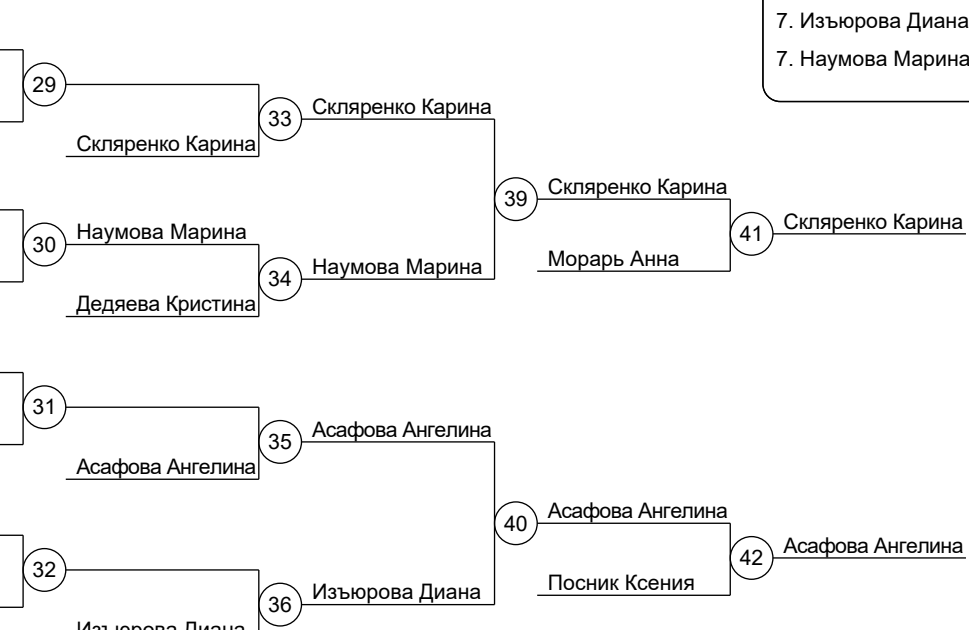 7. Изъюрова Диана
7. Наумова Марина
29
33
Скляренко Карина
Скляренко Карина
39
Скляренко Карина
41
Скляренко Карина
30
Наумова Марина
34
Наумова Марина
Морарь Анна
Дедяева Кристина
31
35
Асафова Ангелина
Асафова Ангелина
40
Асафова Ангелина
42
Асафова Ангелина
32
36
Изъюрова Диана
Посник Ксения
Изъюрова Диана